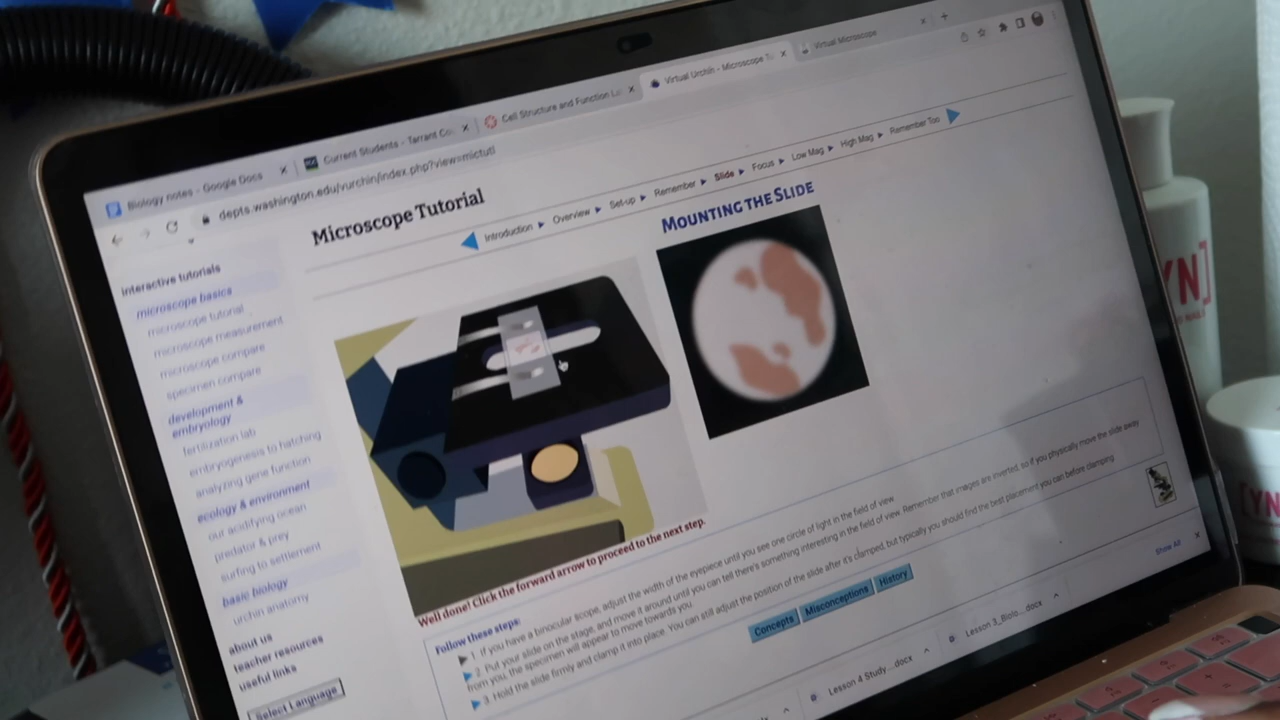 Biology notes - Google Docs
Current Students - Tarrant Co
Cell Structure and Function La
Virtual Urchin - Microscope Tu
Virtual Microscope
depts.washington.edu/vurchin/index.php?view=mictutl
Microscope Tutorial
Introduction Overview Set-up Remember Slide Focus Low Mag High Mag Remember Too
interactive tutorials
microscope basics
microscope tutorial
microscope measurement
microscope compare
specimen compare
development &
embryology
fertilization lab
embryogenesis to hatching
analyzing gene function
ecology & environment
our acidifying ocean
predator & prey
surfing to settlement
basic biology
urchin anatomy
about us
teacher resources
useful links
Select Language
MOUNTING THE SLIDE
Well done! Click the forward arrow to proceed to the next step.
Follow these steps:
1. If you have a binocular scope, adjust the width of the eyepiece until you see one circle of light in the field of view
2. Put your slide on the stage, and move it around until you can tell there's something interesting in the field of view. Remember that images are inverted, so if you physically move the slide away
from you, the specimen will appear to move towards you.
3. Hold the slide firmly and clamp it into place. You can still adjust the position of the slide after it's clamped, but typically you should find the best placement you can before clamping
Concepts Misconceptions History
Lesson 4 Study....docx
Lesson 3_Biolo....docx
Show All
YN]
[YN